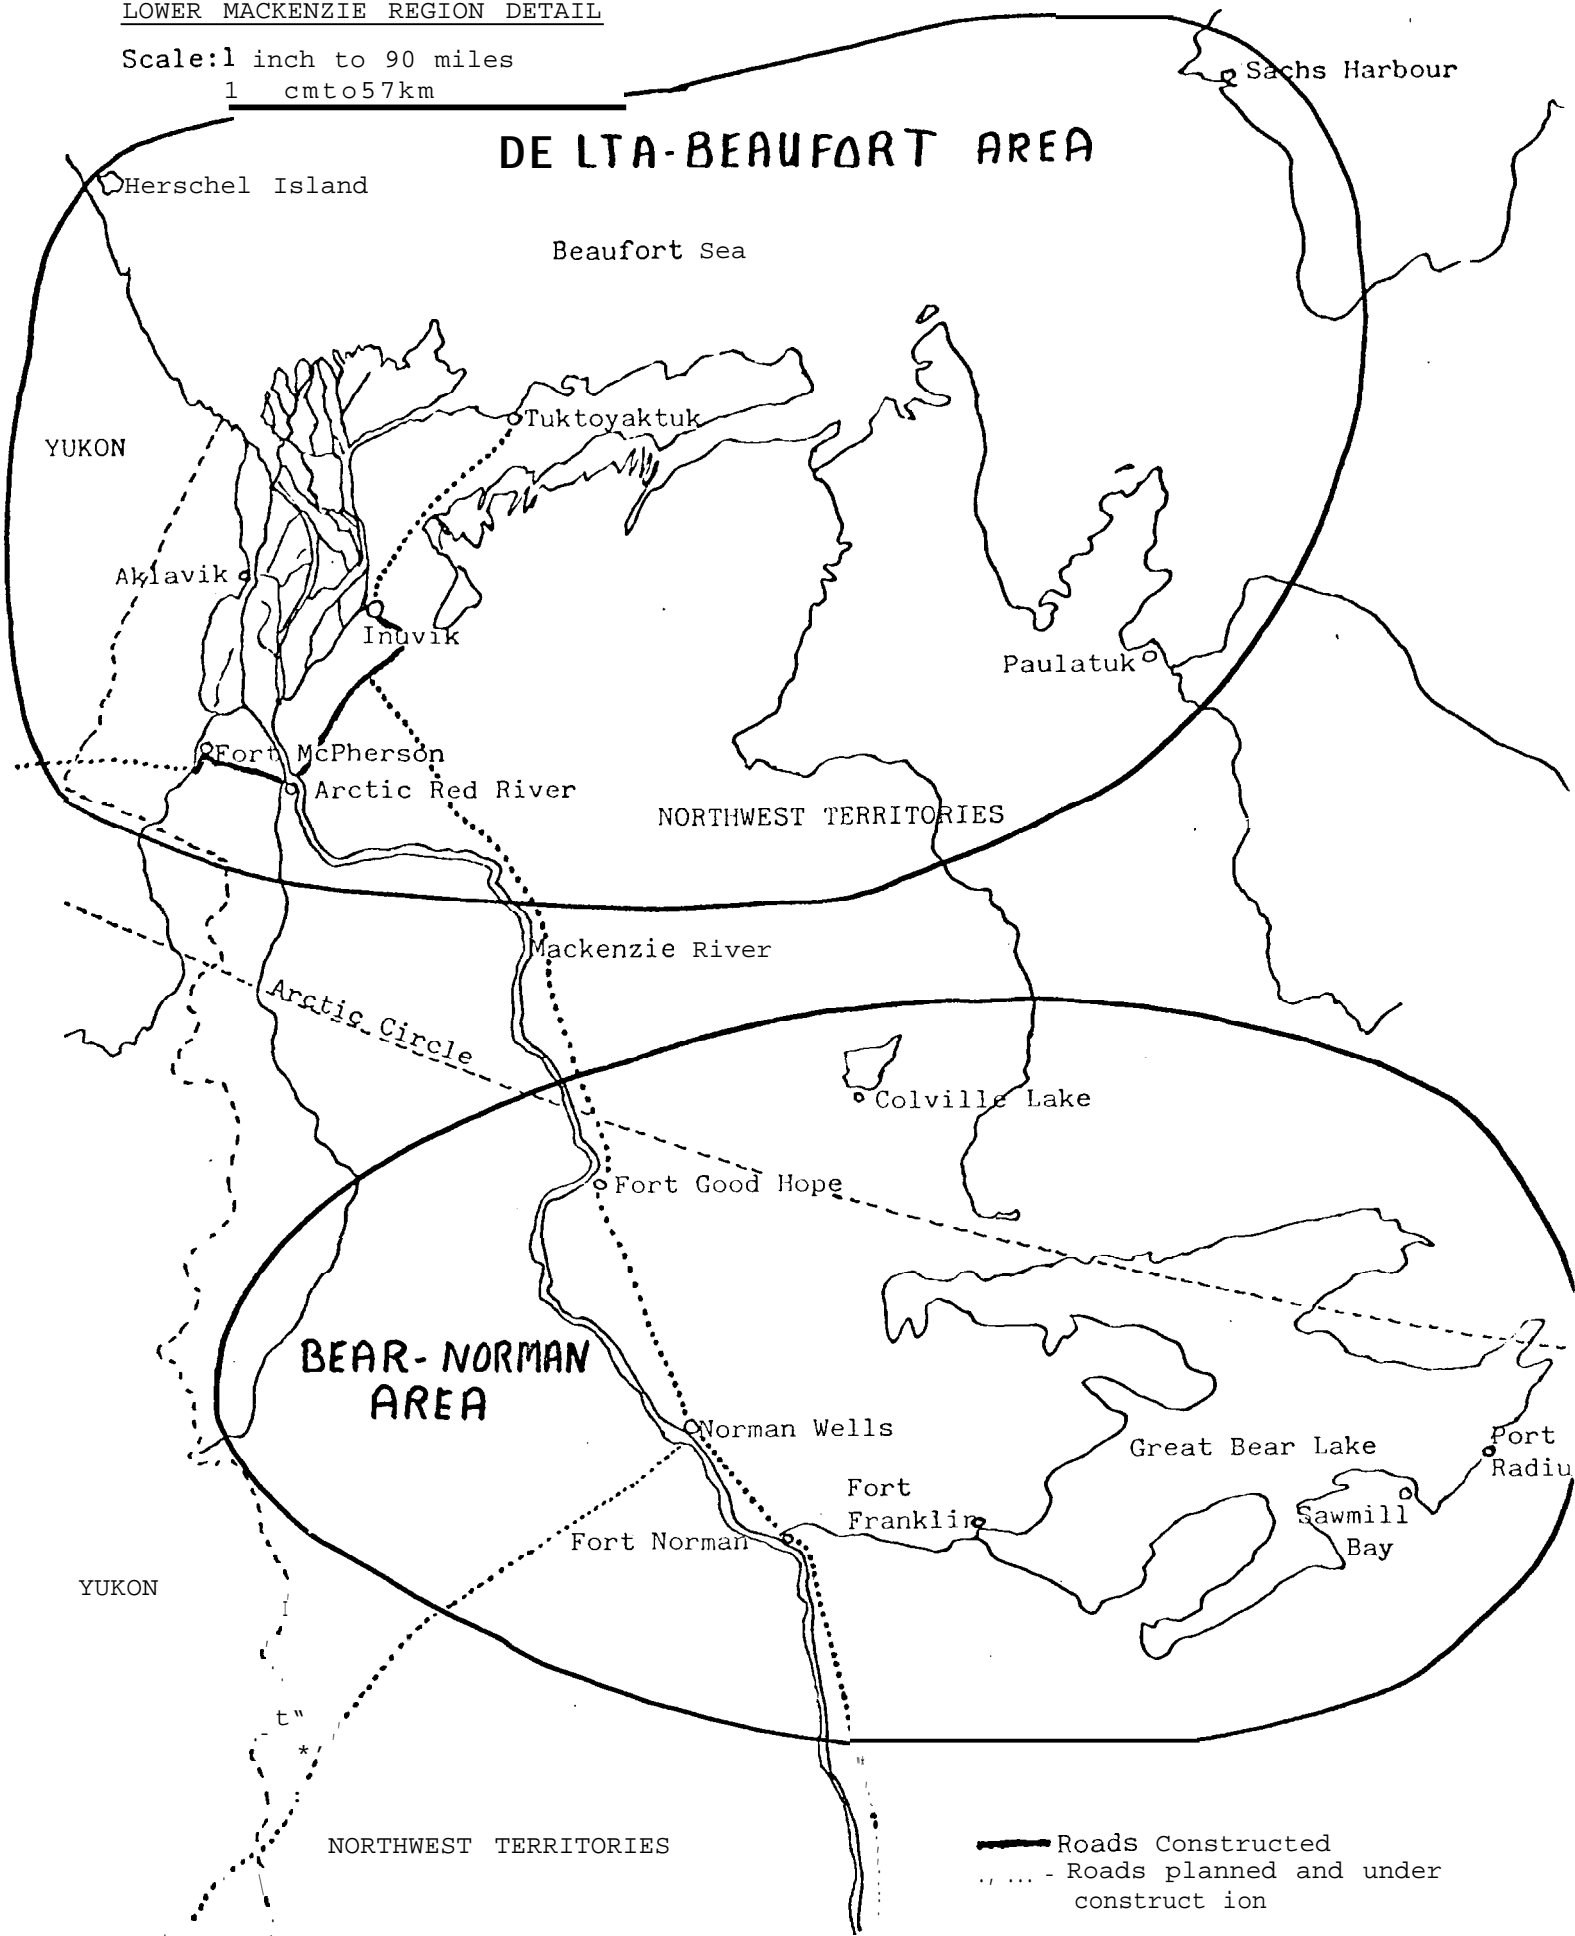 LOWER MACKENZIE REGION DETAIL
Scale:1 inch to 90 miles
1 cmto57km
Sachs Harbour
DE LTA-BEAUFORT AREA
Herschel Island
Beaufort Sea
Tuktoyaktuk
YUKON
Aklavik
Inuvik
Paulatuk
Fort McPherson
Arctic Red River
NORTHWEST TERRITORIES
Mackenzie River
Arctic Circle
Colville Lake
Fort Good Hope
BEAR-NORMAN
AREA
Norman Wells
Great Bear Lake
Port
Radiu
Fort
Franklin
Sawmill
Bay
Fort Norman
YUKON
NORTHWEST TERRITORIES
Roads Constructed
Roads planned and under
construct ion